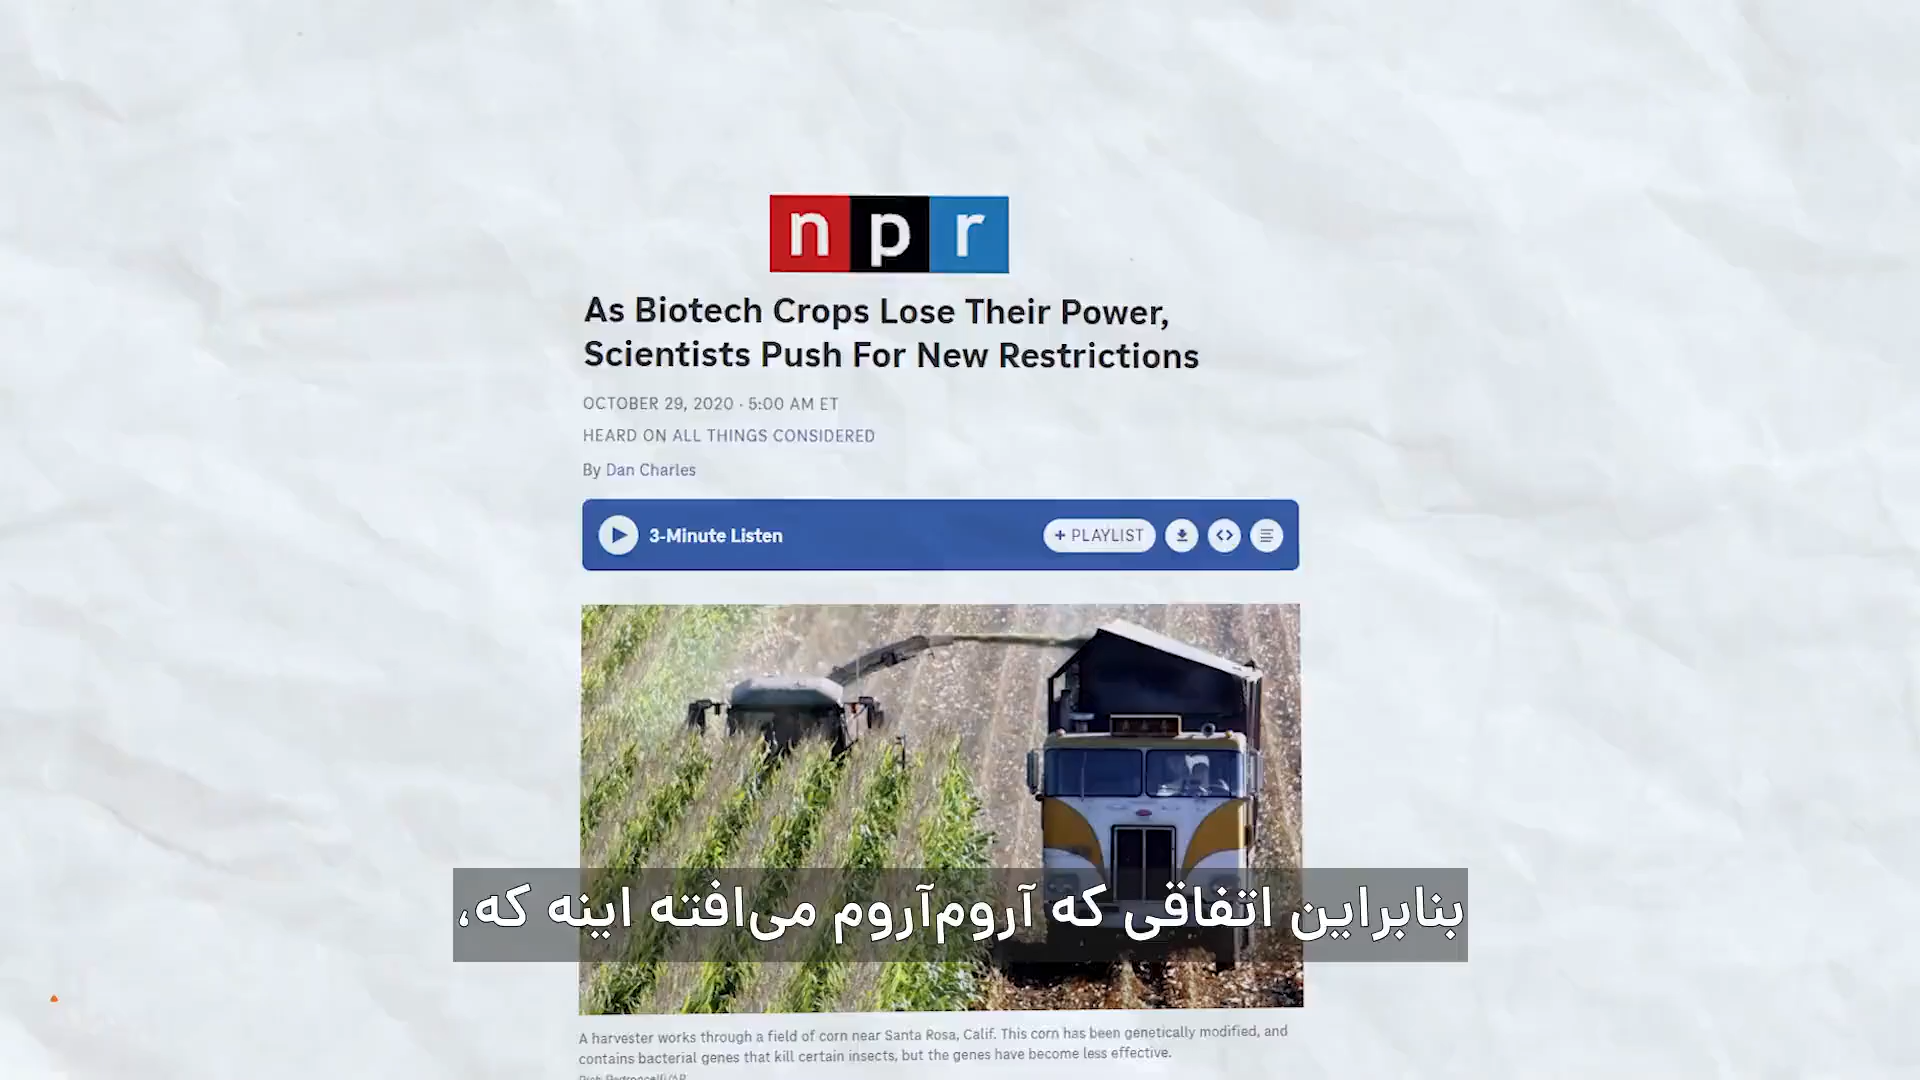 npr
As Biotech Crops Lose Their Power,
Scientists Push For New Restrictions
OCTOBER 29, 2020 · 5:00 AM ET
HEARD ON ALL THINGS CONSIDERED
By Dan Charles
3-Minute Listen
+ PLAYLIST
بنابراین اتفاقی که آروم‌آروم می‌افته اینه که،
A harvester works through a field of corn near Santa Rosa, Calif. This corn has been genetically modified, and
contains bacterial genes that kill certain insects, but the genes have become less effective.